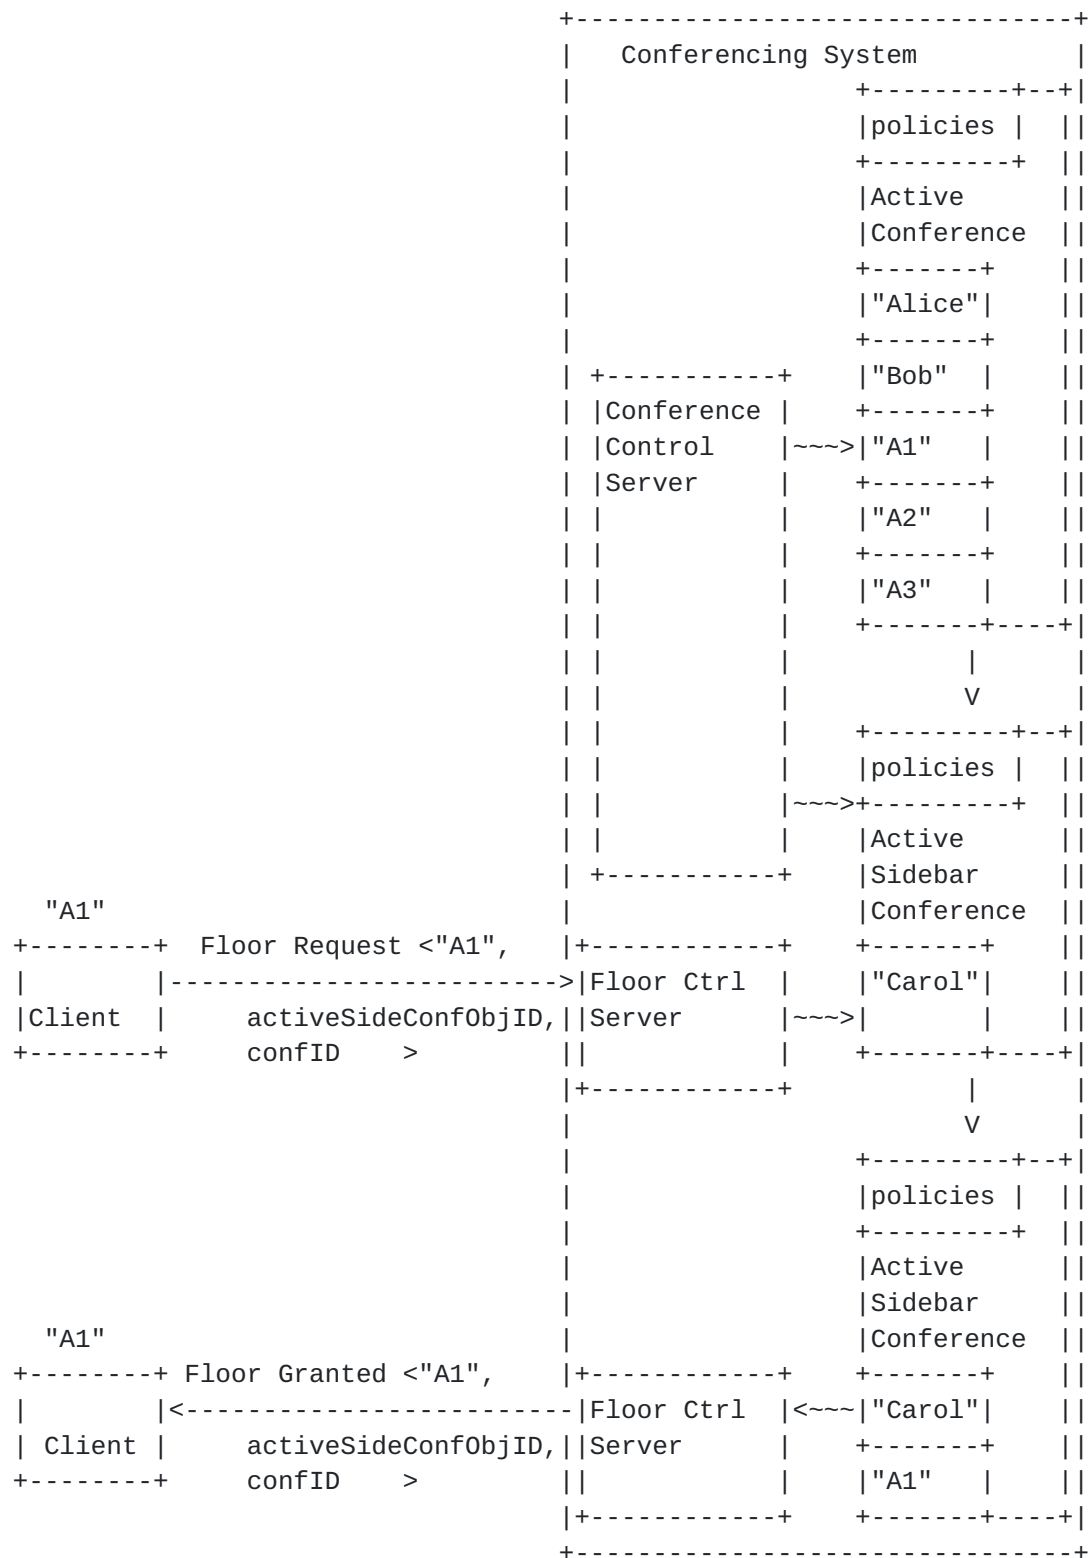 +--------------------------------+
|   Conferencing System          |
|                  +---------+--+|
|                  |policies |  ||
|                  +---------+  ||
|                  |Active      ||
|                  |Conference  ||
|                  +-------+    ||
|                  |"Alice"|    ||
|                  +-------+    ||
| +-----------+    |"Bob"  |    ||
| |Conference |    +-------+    ||
| |Control    |~~~>|"A1"   |    ||
| |Server     |    +-------+    ||
| |           |    |"A2"   |    ||
| |           |    +-------+    ||
| |           |    |"A3"   |    ||
| |           |    +-------+----+|
| |           |           |      |
| |           |           V      |
| |           |    +---------+--+|
| |           |    |policies |  ||
| |           |~~~>+---------+  ||
| |           |    |Active      ||
| +-----------+    |Sidebar     ||
"A1"                               |                  |Conference  ||
+--------+  Floor Request <"A1",   |+------------+    +-------+    ||
|        |------------------------->|Floor Ctrl  |    |"Carol"|    ||
|Client  |     activeSideConfObjID,||Server      |~~~>|       |    ||
+--------+     confID    >         ||            |    +-------+----+|
|+------------+           |      |
|                         V      |
|                  +---------+--+|
|                  |policies |  ||
|                  +---------+  ||
|                  |Active      ||
|                  |Sidebar     ||
"A1"                               |                  |Conference  ||
+--------+ Floor Granted <"A1",    |+------------+    +-------+    ||
|        |<-------------------------|Floor Ctrl  |<~~~|"Carol"|    ||
| Client |     activeSideConfObjID,||Server      |    +-------+    ||
+--------+     confID    >         ||            |    |"A1"   |    ||
|+------------+    +-------+----+|
+--------------------------------+